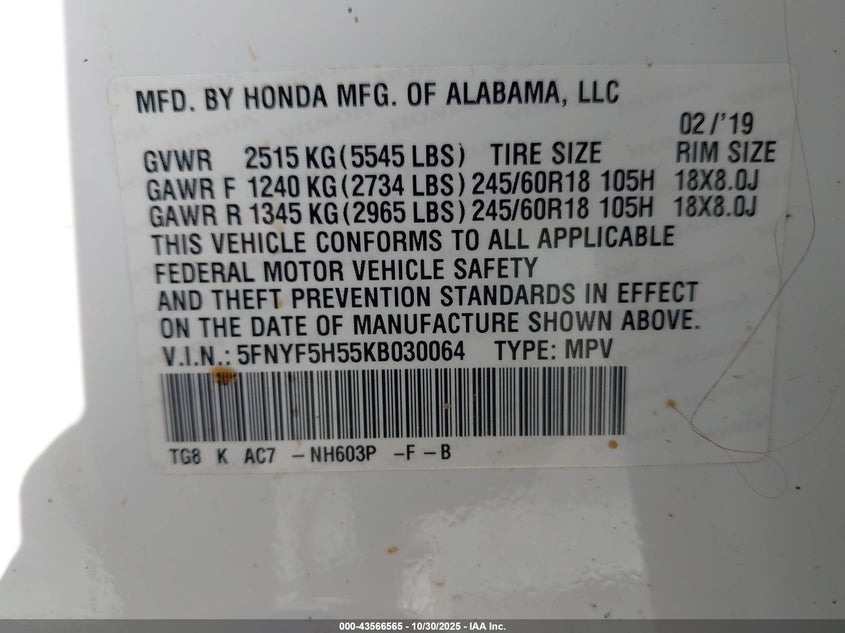 MFD. BY HONDA MFG. OF ALABAMA, LLC
02/'19
GVWR 2515 KG (5545 LBS) TIRE SIZE RIM SIZE
GAWR F 1240 KG (2734 LBS) 245/60R18 105H 18X8.0J
GAWR R 1345 KG (2965 LBS) 245/60R18 105H 18X8.0J
THIS VEHICLE CONFORMS TO ALL APPLICABLE
FEDERAL MOTOR VEHICLE SAFETY
AND THEFT PREVENTION STANDARDS IN EFFECT
ON THE DATE OF MANUFACTURE SHOWN ABOVE.
V.I.N.: 5FNYF5H55KB030064 TYPE: MPV
TG8 K AC7 -NH603P -F -B
000-43566565 - 10/30/2025 - IAA Inc.